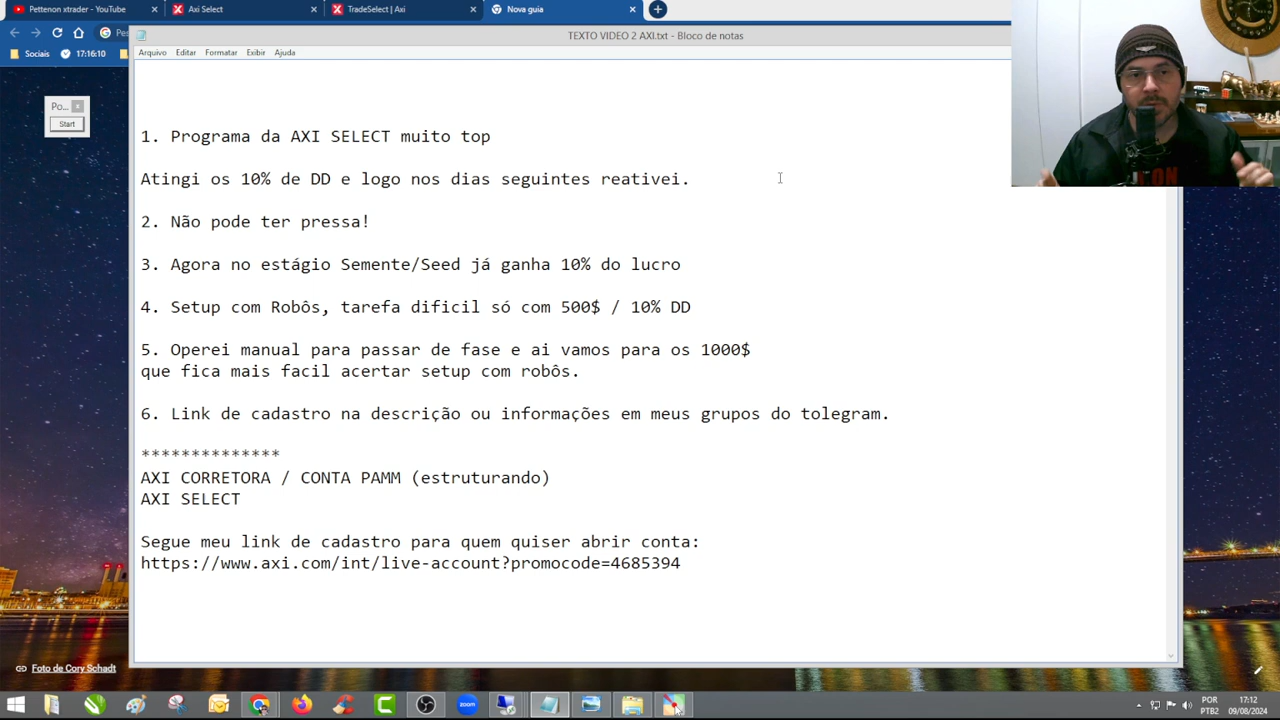 Pettenon xtrader - YouTube
Axi Select
TradeSelect | Axi
Nova guia
Sociais
17:16:10
TEXTO VIDEO 2 AXI.txt - Bloco de notas
Arquivo Editar Formatar Exibir Ajuda
Po...
Start
1. Programa da AXI SELECT muito top
Atingi os 10% de DD e logo nos dias seguintes reativei.
2. Não pode ter pressa!
3. Agora no estágio Semente/Seed já ganha 10% do lucro
4. Setup com Robôs, tarefa dificil só com 500$ / 10% DD
5. Operei manual para passar de fase e ai vamos para os 1000$
que fica mais facil acertar setup com robôs.
6. Link de cadastro na descrição ou informações em meus grupos do tolegram.
**************
AXI CORRETORA / CONTA PAMM (estruturando)
AXI SELECT
Segue meu link de cadastro para quem quiser abrir conta:
https://www.axi.com/int/live-account?promocode=4685394
Foto de Cory Schadt
zoom
POR
PTB2
17:12
09/08/2024